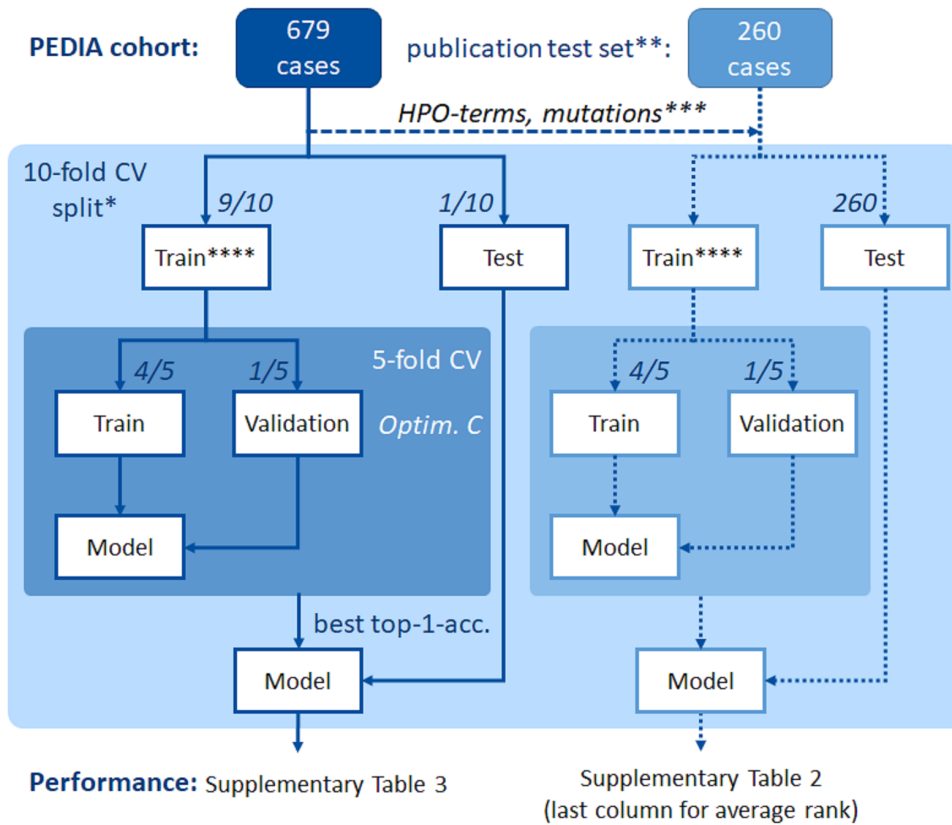 PEDIA cohort:
679
cases
publication test set**:
260
cases
HPO-terms, mutations***
10-fold CV
split*
9/10
1/10
260
Train****
Test
Train****
Test
5-fold CV
4/5
1/5
4/5
1/5
Train
Validation
Optim. C
Train
Validation
Model
Model
best top-1-acc.
Model
Model
Performance: Supplementary Table 3
Supplementary Table 2
(last column for average rank)